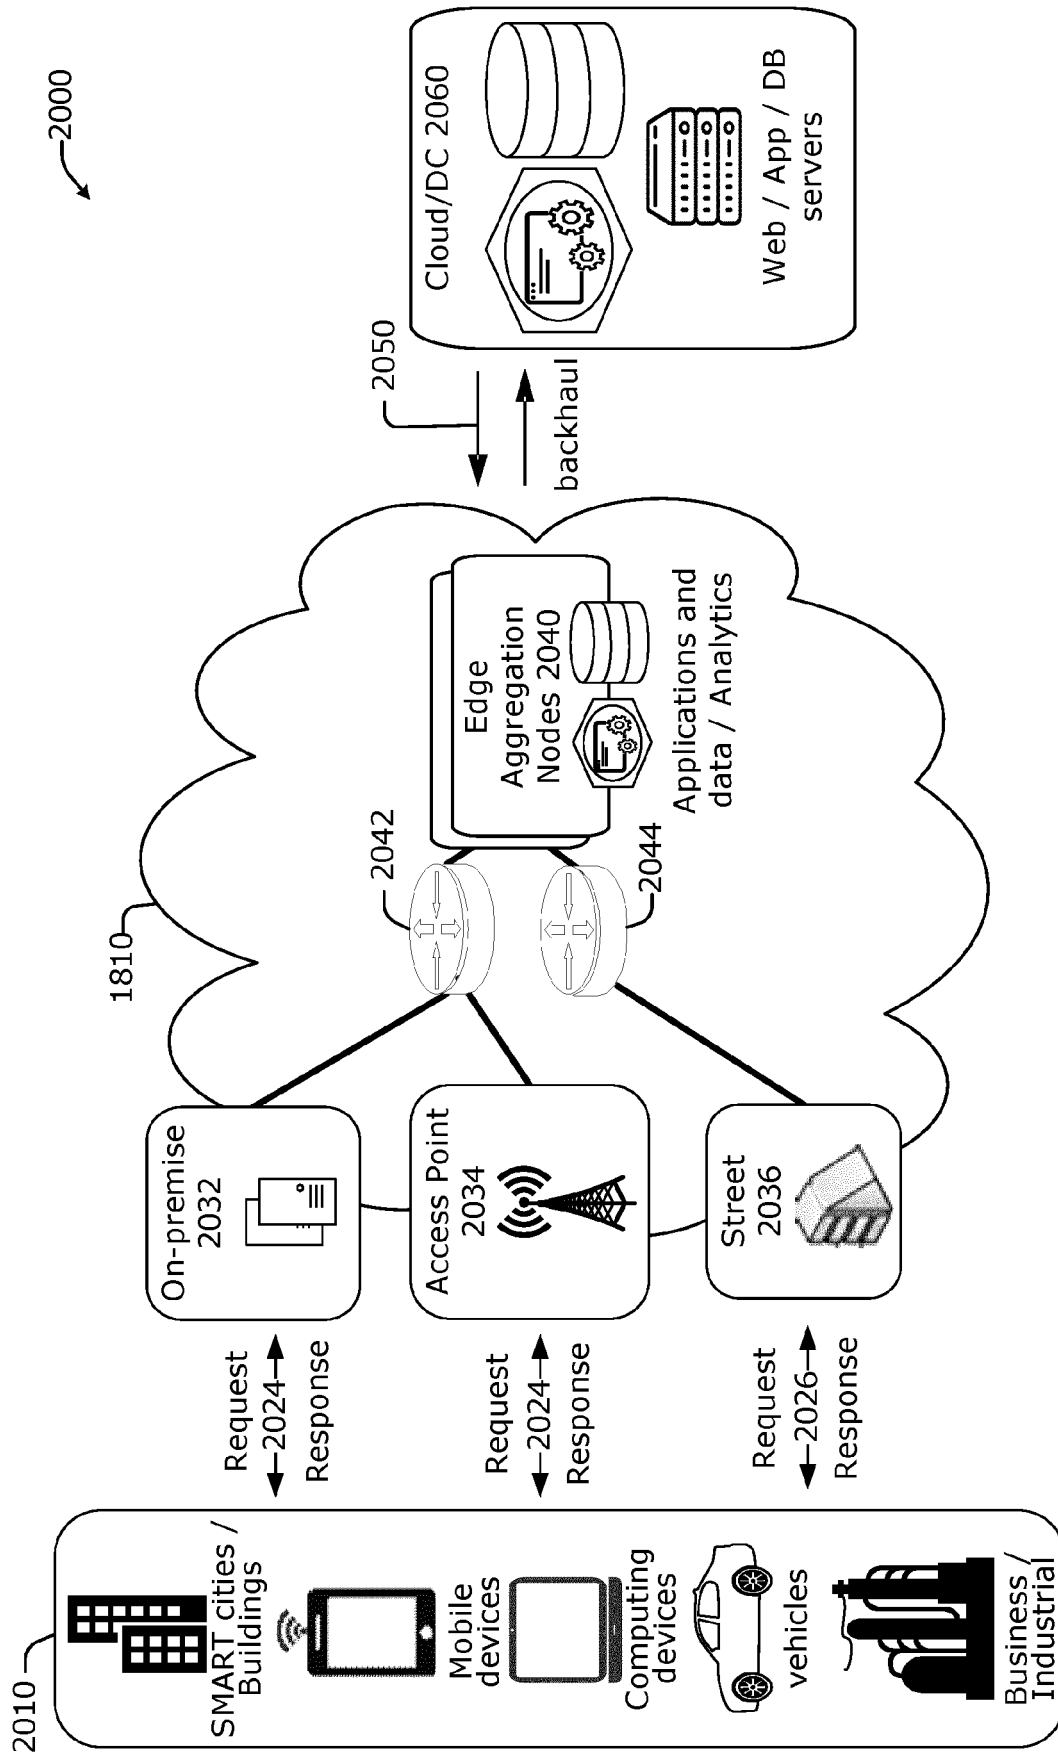 2000
2010
SMART cities /
Buildings
Mobile
devices
Computing
devices
vehicles
Business /
Industrial
Request
2024
Response
Request
2024
Response
Request
2026
Response
On-premise
2032
Access Point
2034
Street
2036
1810
2042
2044
Edge
Aggregation
Nodes 2040
Applications and
data / Analytics
2050
backhaul
Cloud/DC 2060
Web / App / DB
servers